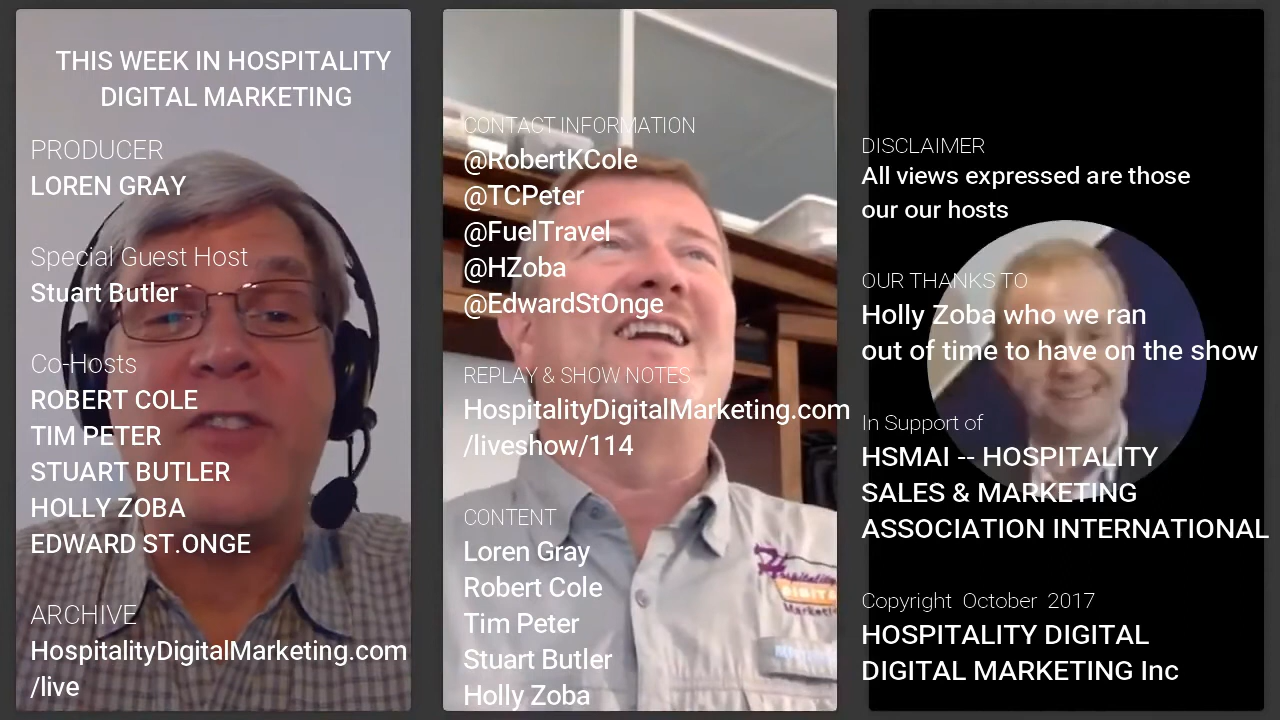 THIS WEEK IN HOSPITALITY
DIGITAL MARKETING
PRODUCER
LOREN GRAY
Special Guest Host
Stuart Butler
Co-Hosts
ROBERT COLE
TIM PETER
STUART BUTLER
HOLLY ZOBA
EDWARD ST.ONGE
ARCHIVE
HospitalityDigitalMarketing.com
/live
CONTACT INFORMATION
@RobertKCole
@TCPeter
@FuelTravel
@HZoba
@EdwardStOnge
REPLAY & SHOW NOTES
HospitalityDigitalMarketing.com
/liveshow/114
CONTENT
Loren Gray
Robert Cole
Tim Peter
Stuart Butler
Holly Zoba
Hospitality
DIGITAL
Marketing
DISCLAIMER
All views expressed are those
our our hosts
OUR THANKS TO
Holly Zoba who we ran
out of time to have on the show
In Support of
HSMAI -- HOSPITALITY
SALES & MARKETING
ASSOCIATION INTERNATIONAL
Copyright October 2017
HOSPITALITY DIGITAL
DIGITAL MARKETING Inc